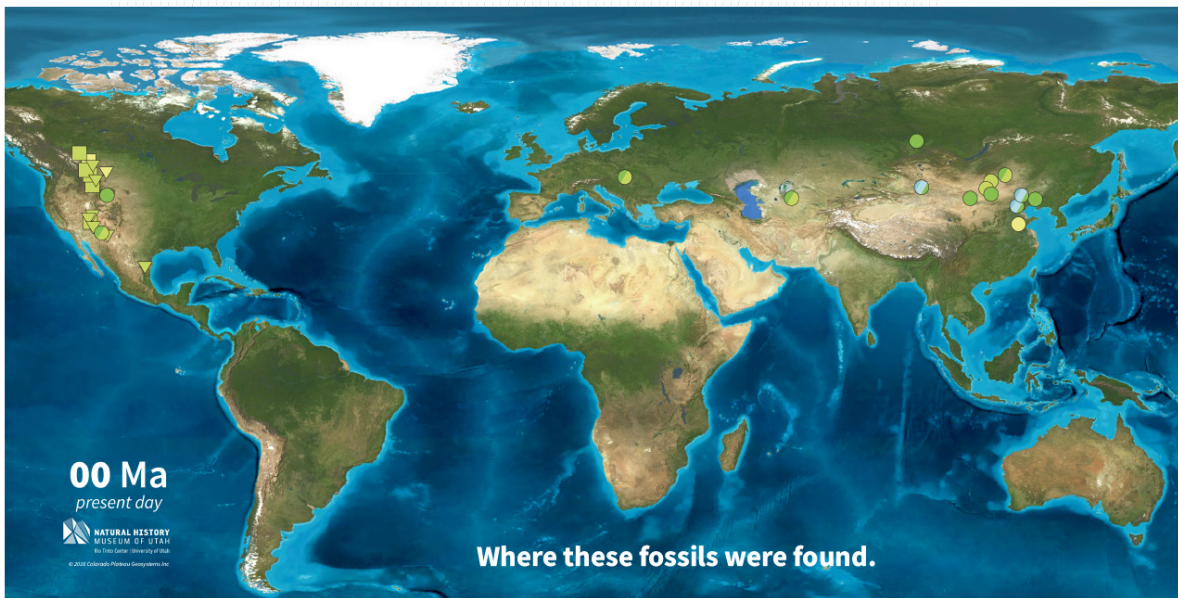 00 Ma
present day
NATURAL HISTORY
MUSEUM OF UTAH
Rio Tinto Center | University of Utah
© 2016 Colorado Plateau Geosystems Inc
Where these fossils were found.